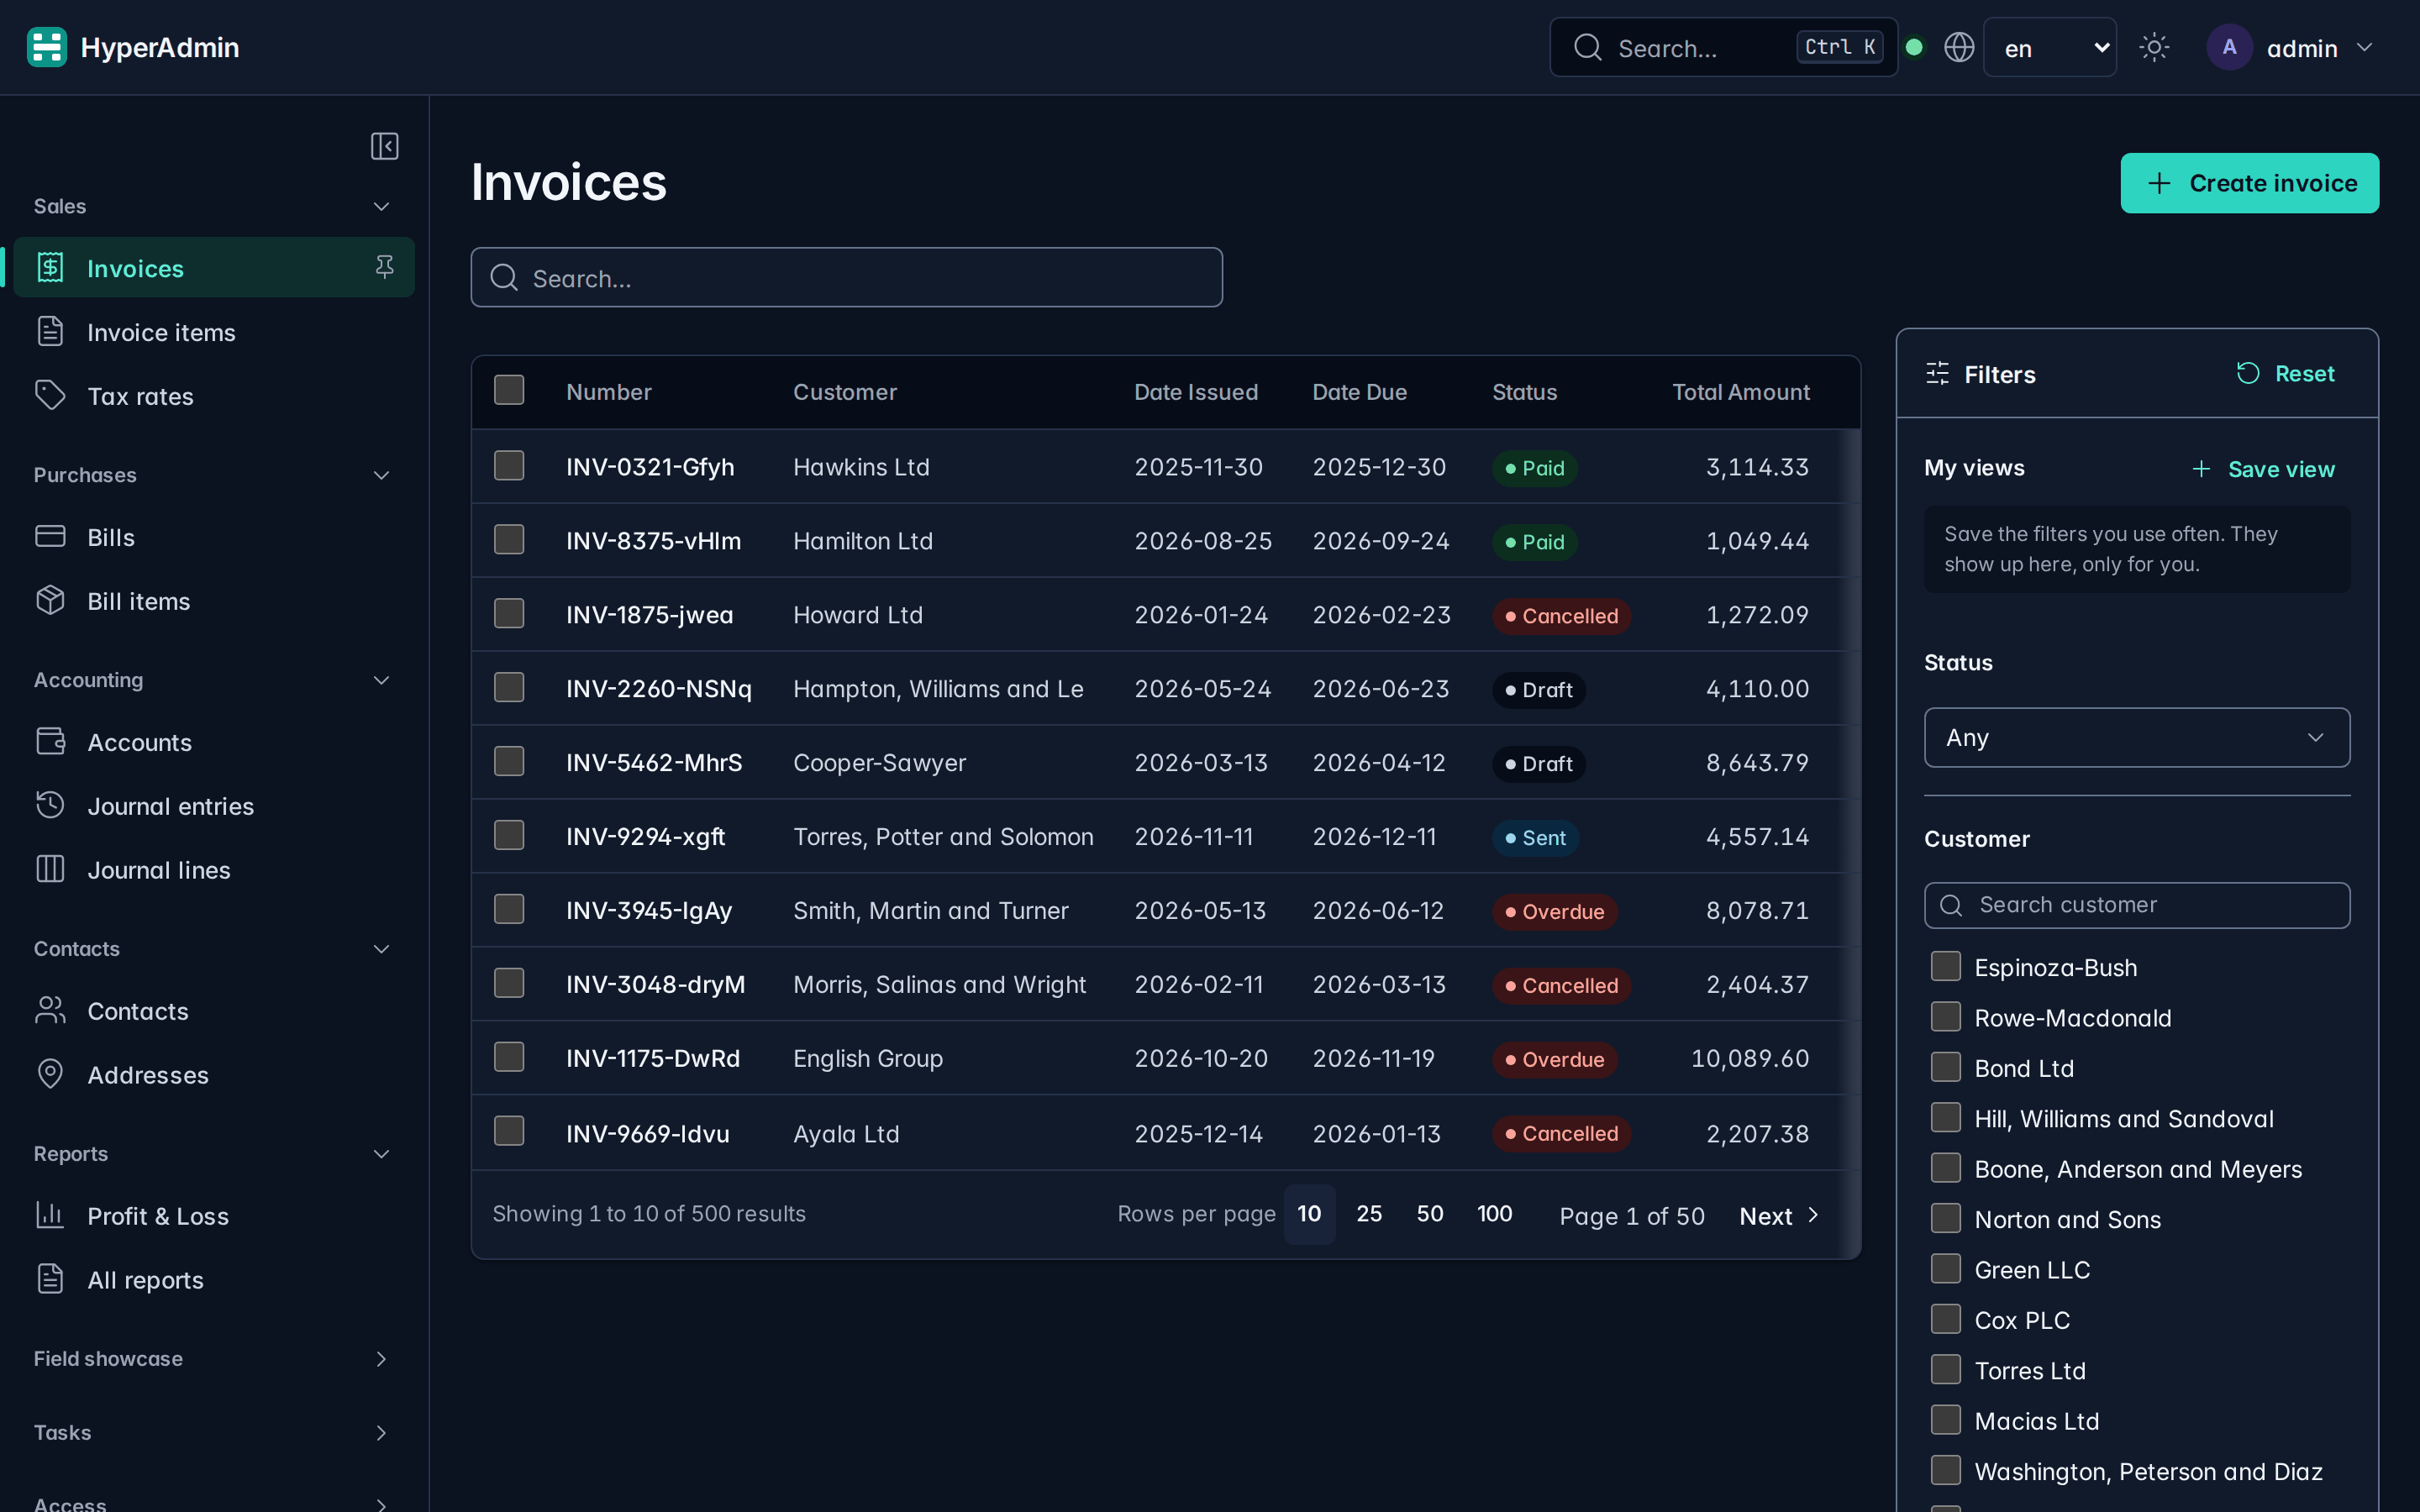 HyperAdmin
Search...
Ctrl K
en
A
admin
Sales
Invoices
Invoice items
Tax rates
Purchases
Bills
Bill items
Accounting
Accounts
Journal entries
Journal lines
Contacts
Contacts
Addresses
Reports
Profit & Loss
All reports
Field showcase
Tasks
Access
Invoices
Create invoice
Search...
Number Customer Date Issued Date Due Status Total Amount
INV-0321-Gfyh Hawkins Ltd 2025-11-30 2025-12-30 Paid 3,114.33
INV-8375-vHlm Hamilton Ltd 2026-08-25 2026-09-24 Paid 1,049.44
INV-1875-jwea Howard Ltd 2026-01-24 2026-02-23 Cancelled 1,272.09
INV-2260-NSNq Hampton, Williams and Le 2026-05-24 2026-06-23 Draft 4,110.00
INV-5462-MhrS Cooper-Sawyer 2026-03-13 2026-04-12 Draft 8,643.79
INV-9294-xgft Torres, Potter and Solomon 2026-11-11 2026-12-11 Sent 4,557.14
INV-3945-lgAy Smith, Martin and Turner 2026-05-13 2026-06-12 Overdue 8,078.71
INV-3048-dryM Morris, Salinas and Wright 2026-02-11 2026-03-13 Cancelled 2,404.37
INV-1175-DwRd English Group 2026-10-20 2026-11-19 Overdue 10,089.60
INV-9669-ldvu Ayala Ltd 2025-12-14 2026-01-13 Cancelled 2,207.38
Showing 1 to 10 of 500 results Rows per page 10 25 50 100 Page 1 of 50 Next
Filters Reset
My views Save view
Save the filters you use often. They
show up here, only for you.
Status
Any
Customer
Search customer
Espinoza-Bush
Rowe-Macdonald
Bond Ltd
Hill, Williams and Sandoval
Boone, Anderson and Meyers
Norton and Sons
Green LLC
Cox PLC
Torres Ltd
Macias Ltd
Washington, Peterson and Diaz